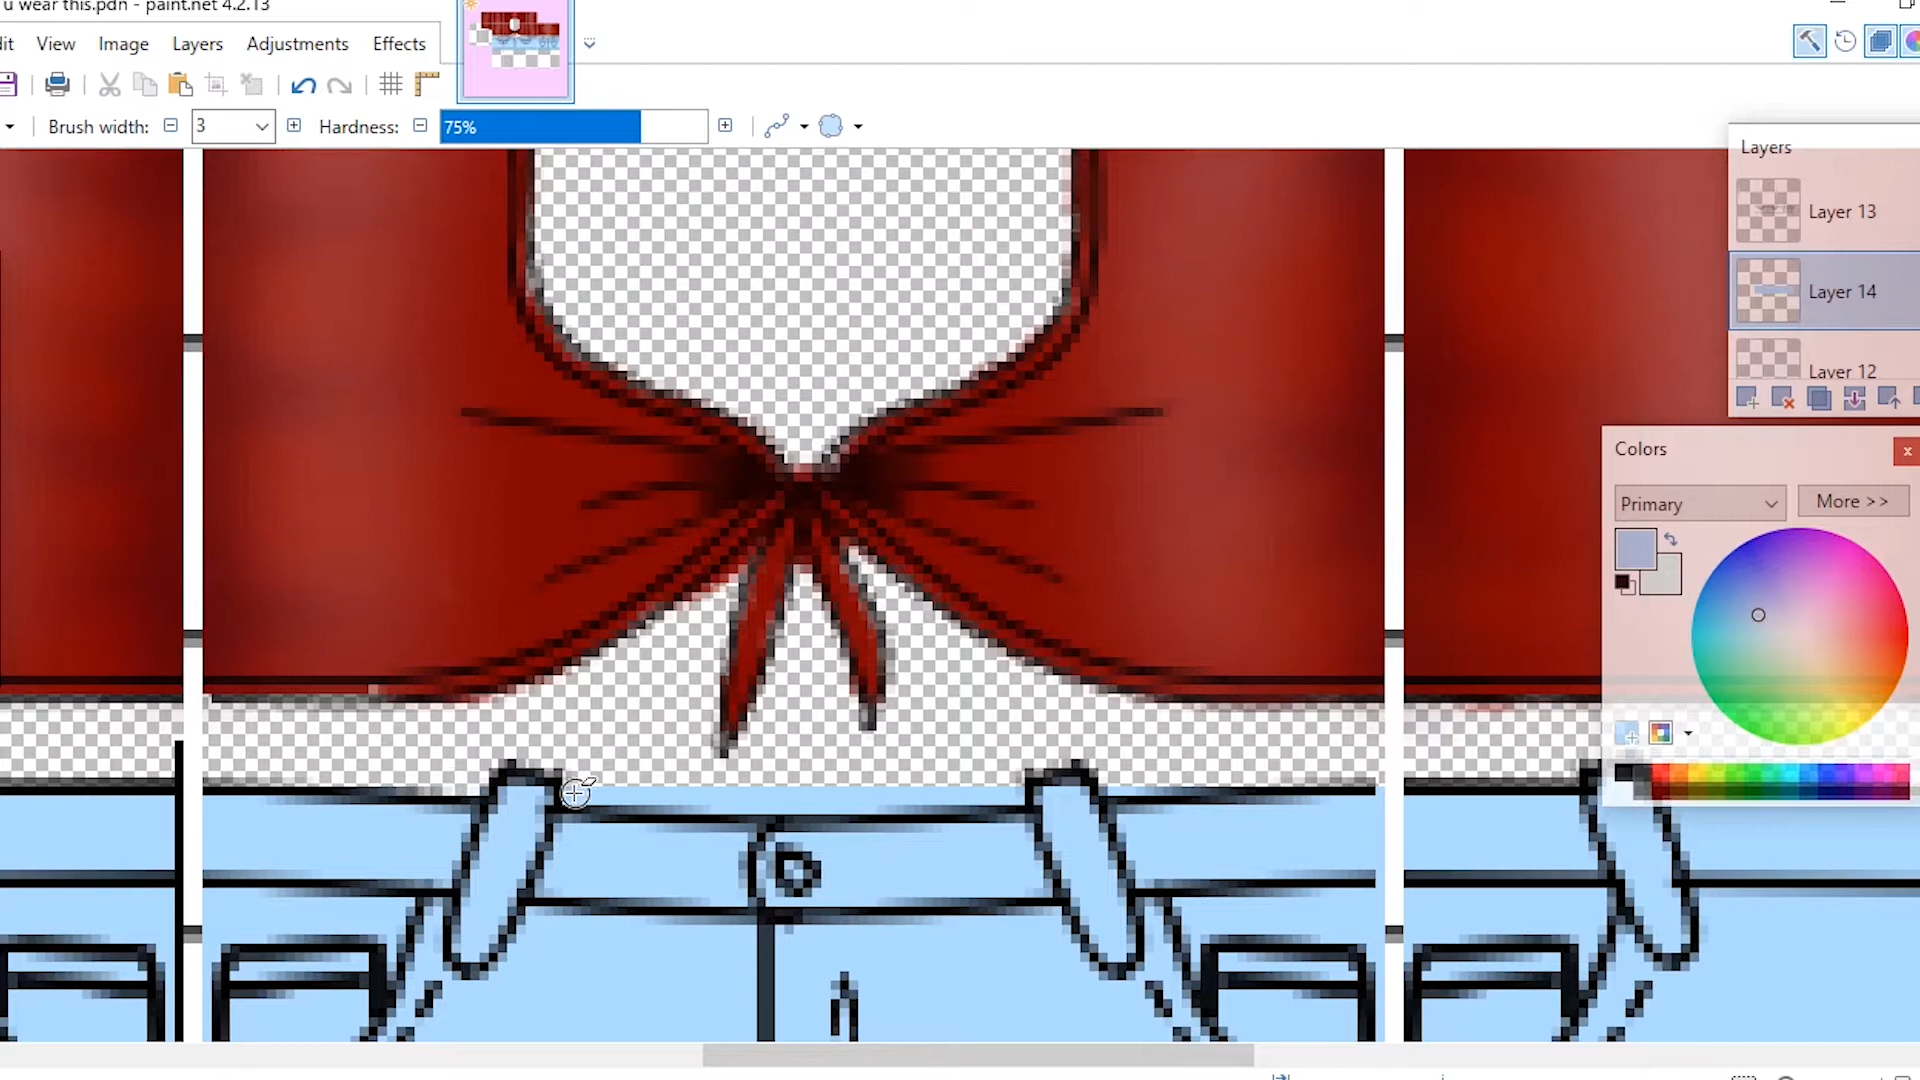 u wear this.pdn - paint.net 4.2.13
dit View Image Layers Adjustments Effects
Brush width: 3 Hardness: 75%
Layers
Layer 13
Layer 14
Layer 12
Colors
x
Primary More >>